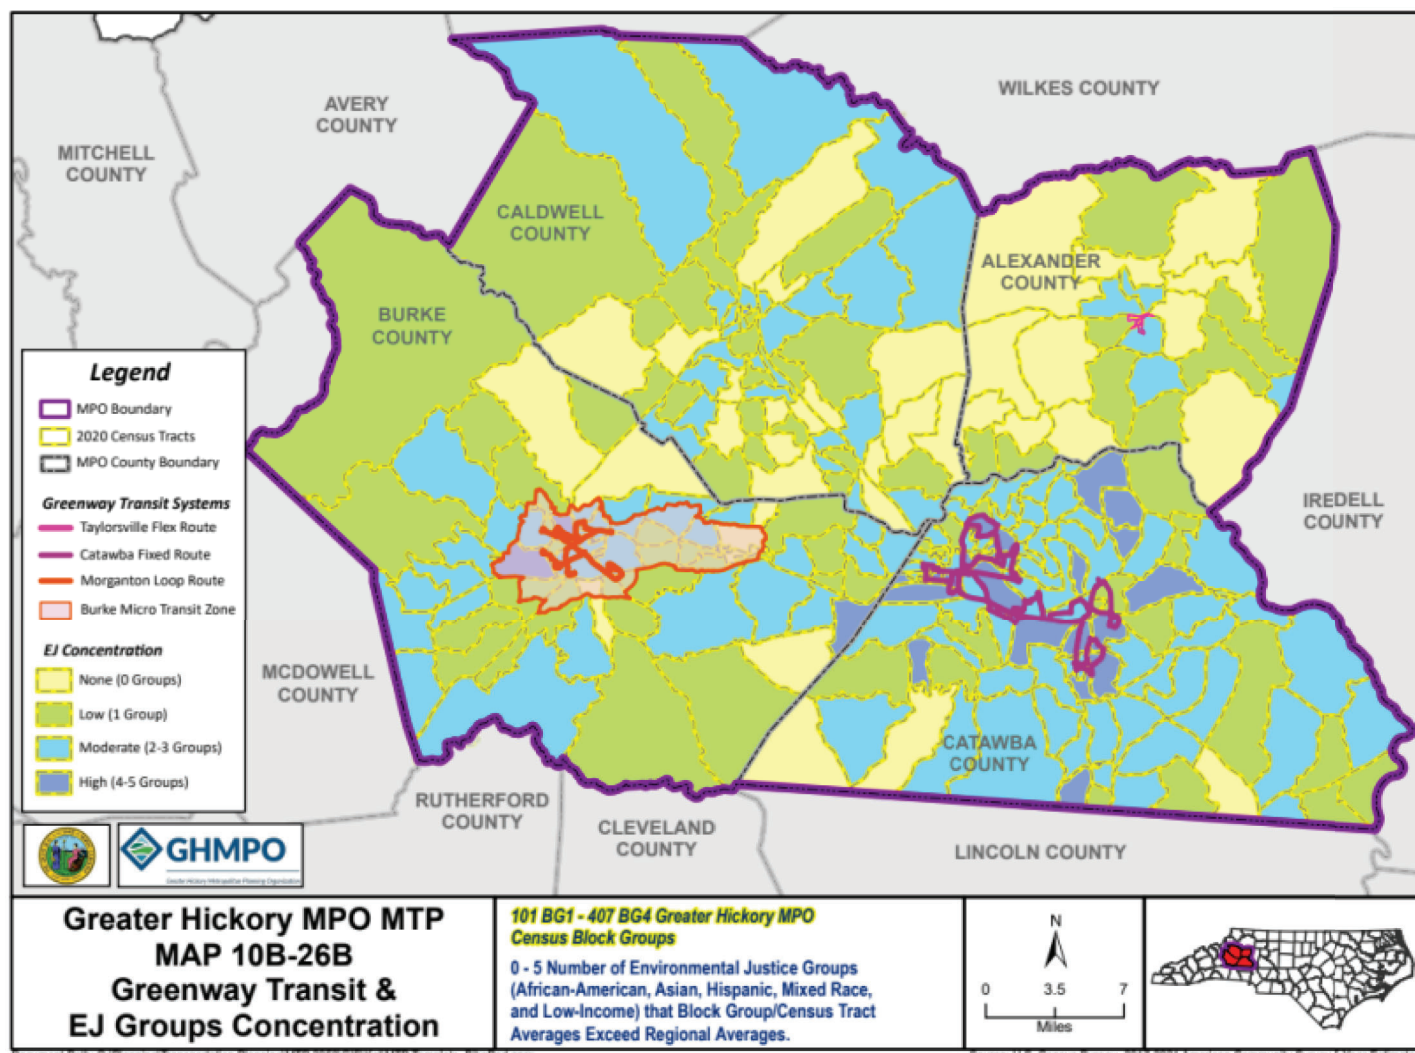 WILKES COUNTY
AVERY
COUNTY
MITCHELL
COUNTY
CALDWELL
COUNTY
ALEXANDER
COUNTY
BURKE
COUNTY
IREDELL
COUNTY
MCDOWELL
COUNTY
CATAWBA
COUNTY
RUTHERFORD
COUNTY
CLEVELAND
COUNTY
LINCOLN COUNTY
Legend
MPO Boundary
2020 Census Tracts
MPO County Boundary
Greenway Transit Systems
Taylorsville Flex Route
Catawba Fixed Route
Morganton Loop Route
Burke Micro Transit Zone
EJ Concentration
None (0 Groups)
Low (1 Group)
Moderate (2-3 Groups)
High (4-5 Groups)
GHMPO
Greater Hickory Metropolitan Planning Organization
Greater Hickory MPO MTP
MAP 10B-26B
Greenway Transit &
EJ Groups Concentration
101 BG1 - 407 BG4 Greater Hickory MPO
Census Block Groups
0 - 5 Number of Environmental Justice Groups
(African-American, Asian, Hispanic, Mixed Race,
and Low-Income) that Block Group/Census Tract
Averages Exceed Regional Averages.
N
0 3.5 7
Miles